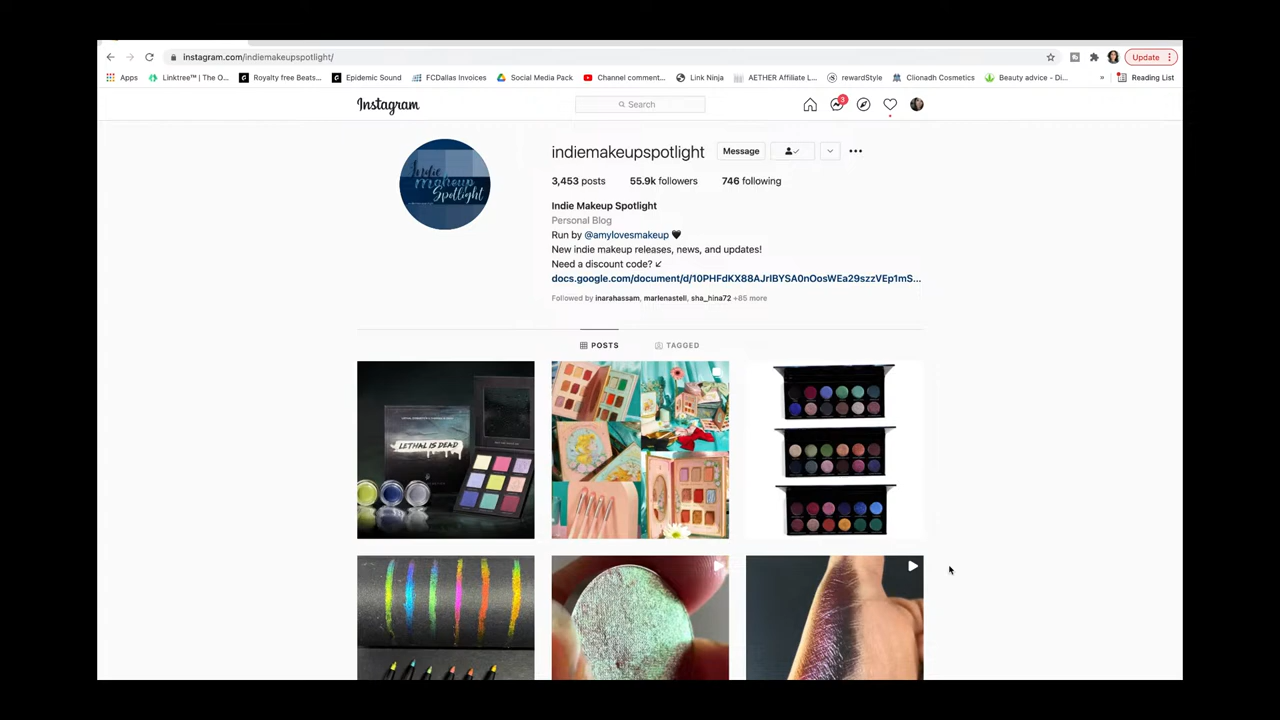 instagram.com/indiemakeupspotlight/
Update
Apps
Linktree™ | The O...
Royalty free Beats...
Epidemic Sound
FCDallas Invoices
Social Media Pack
Channel comment...
Link Ninja
AETHER Affiliate L...
rewardStyle
Clionadh Cosmetics
Beauty advice - Di...
»
Reading List
Instagram
Search
3
Indie
makeup
Spotlight
indiemakeupspotlight
Message
3,453 posts 55.9k followers 746 following
Indie Makeup Spotlight
Personal Blog
Run by @amylovesmakeup 🖤
New indie makeup releases, news, and updates!
Need a discount code? ↙
docs.google.com/document/d/10PHFdKX88AJrIBYSA0nOosWEa29szzVEp1mS...
Followed by inarahassam, marlenastell, sha_hina72 +85 more
POSTS
TAGGED
LETHAL IS DEAD